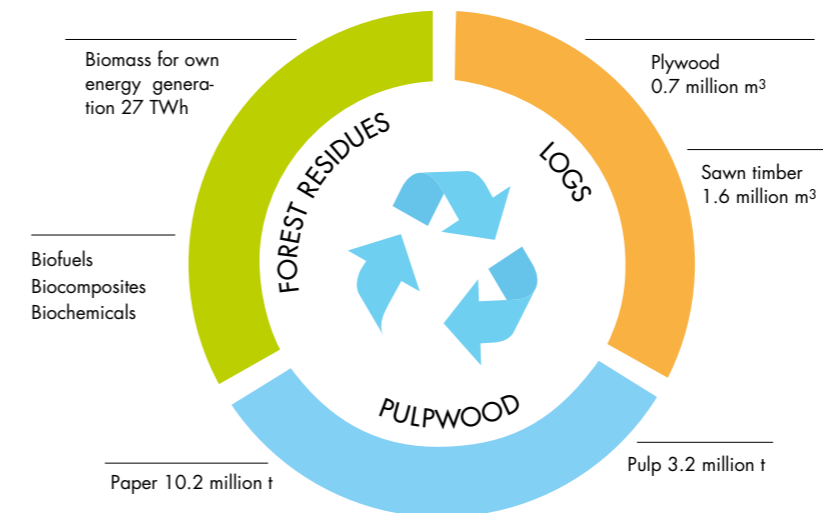 Biomass for own
energy genera-
tion 27 TWh
Plywood
0.7 million m³
FOREST RESIDUES
LOGS
Sawn timber
1.6 million m³
Biofuels
Biocomposites
Biochemicals
PULPWOOD
Paper 10.2 million t
Pulp 3.2 million t